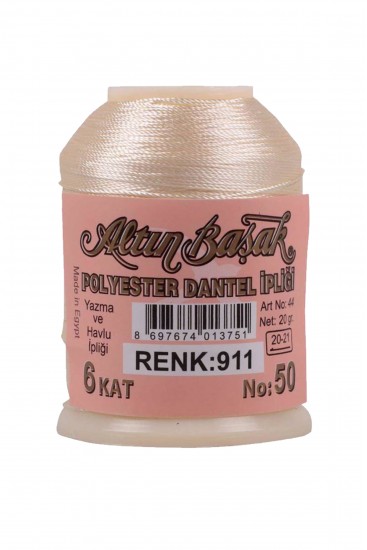 Altın Başak
POLYESTER DANTEL İPLİĞİ
Made in Egypt
Yazma
ve
Havlu
İpliği
8 697674 013751
Art No: 44
Net: 20 gr.
20-21
RENK:911
6 KAT
No: 50